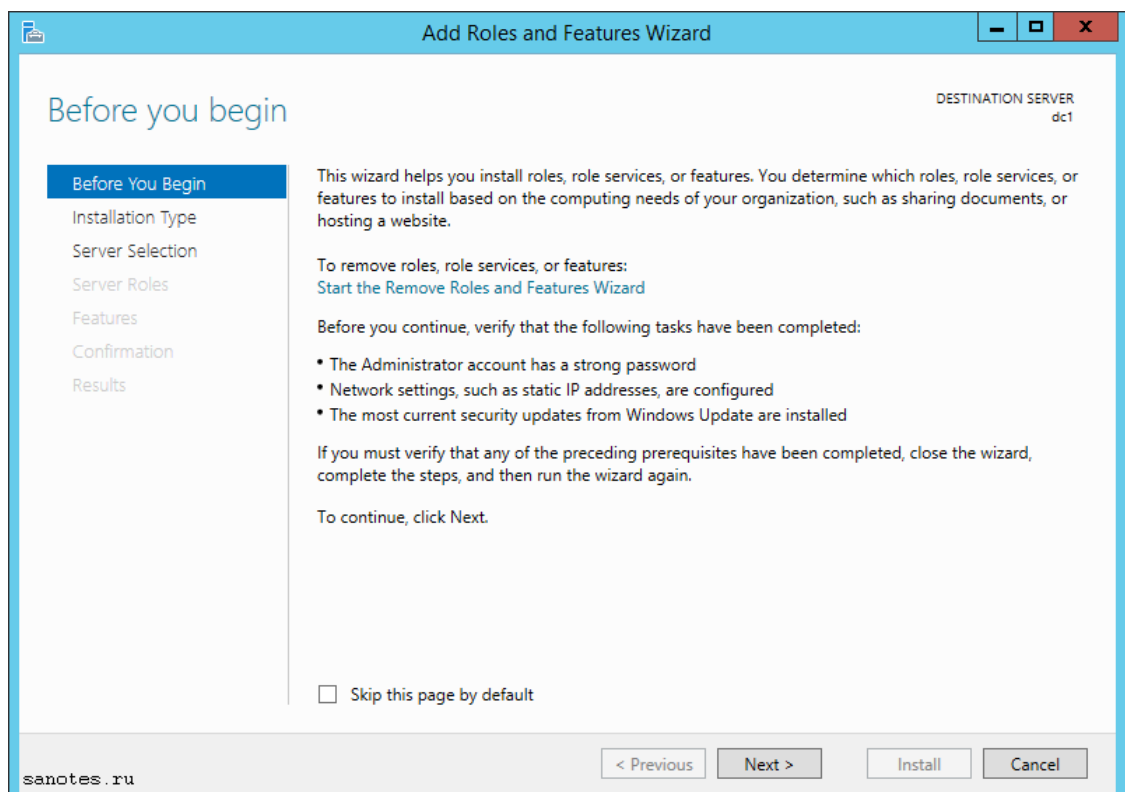 Add Roles and Features Wizard
x
Before you begin
DESTINATION SERVER
dc1
Before You Begin
Installation Type
Server Selection
Server Roles
Features
Confirmation
Results
This wizard helps you install roles, role services, or features. You determine which roles, role services, or
features to install based on the computing needs of your organization, such as sharing documents, or
hosting a website.
To remove roles, role services, or features:
Start the Remove Roles and Features Wizard
Before you continue, verify that the following tasks have been completed:
• The Administrator account has a strong password
• Network settings, such as static IP addresses, are configured
• The most current security updates from Windows Update are installed
If you must verify that any of the preceding prerequisites have been completed, close the wizard,
complete the steps, and then run the wizard again.
To continue, click Next.
Skip this page by default
< Previous
Next >
Install
Cancel
sanotes.ru